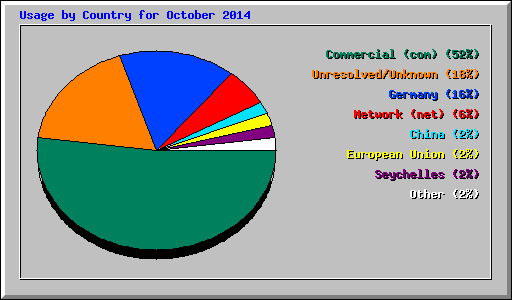 Usage by Country for October 2014
Commercial (com) (52%)
Unresolved/Unknown (18%)
Germany (16%)
Network (net) (6%)
China (2%)
European Union (2%)
Seychelles (2%)
Other (2%)